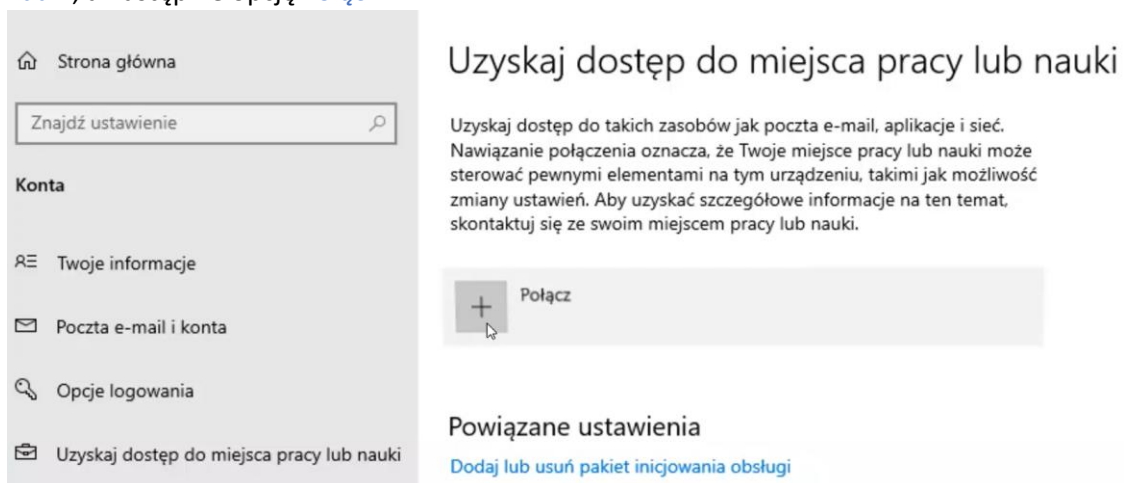 Strona główna
Znajdź ustawienie
Konta
Twoje informacje
Poczta e-mail i konta
Opcje logowania
Uzyskaj dostęp do miejsca pracy lub nauki
Uzyskaj dostęp do miejsca pracy lub nauki
Uzyskaj dostęp do takich zasobów jak poczta e-mail, aplikacje i sieć.
Nawiązanie połączenia oznacza, że Twoje miejsce pracy lub nauki może
sterować pewnymi elementami na tym urządzeniu, takimi jak możliwość
zmiany ustawień. Aby uzyskać szczegółowe informacje na ten temat,
skontaktuj się ze swoim miejscem pracy lub nauki.
Połącz
Powiązane ustawienia
Dodaj lub usuń pakiet inicjowania obsługi